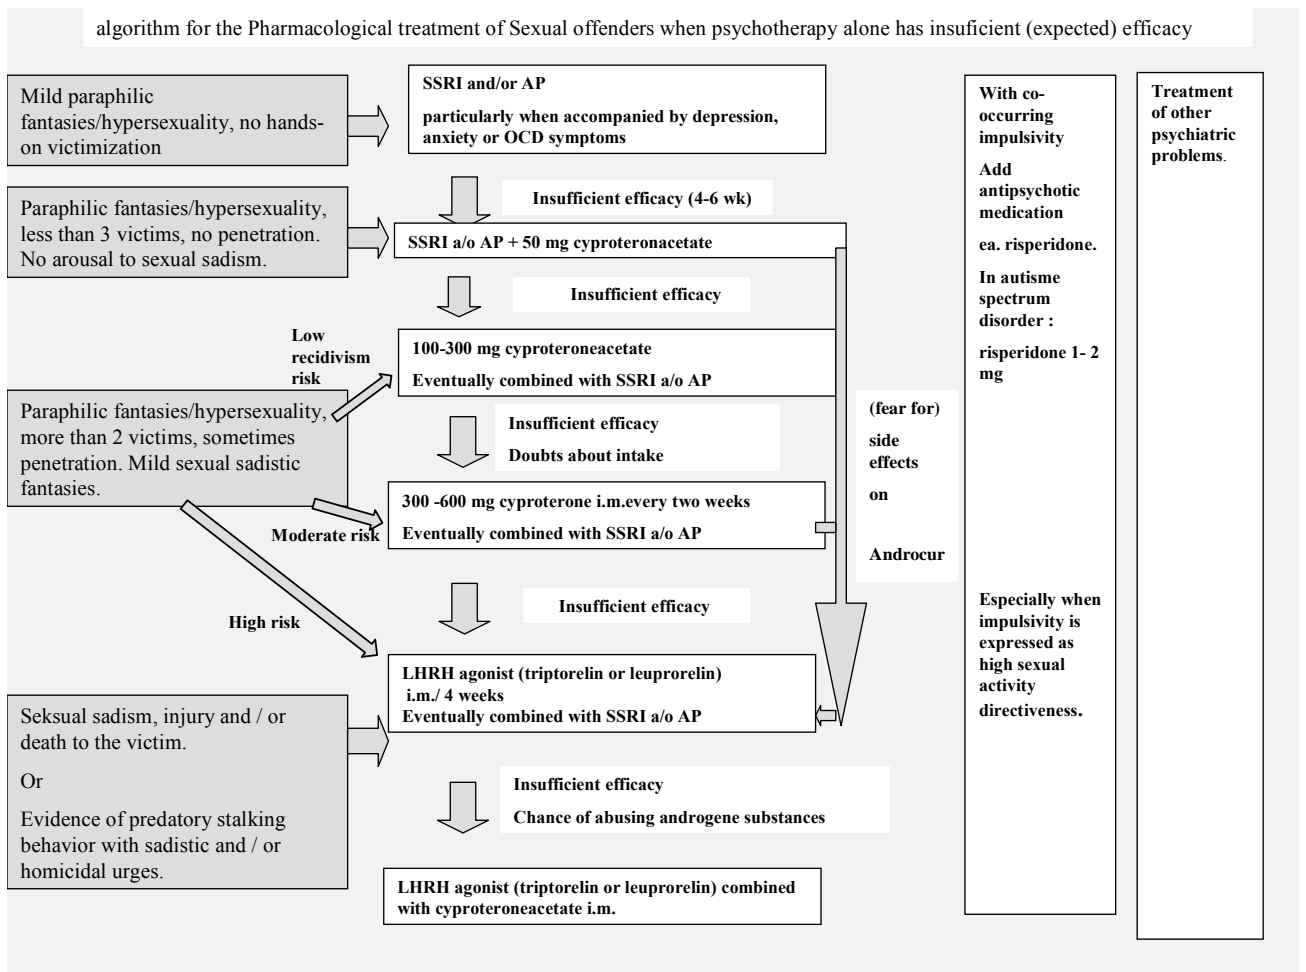 algorithm for the Pharmacological treatment of Sexual offenders when psychotherapy alone has insuficient (expected) efficacy
Mild paraphilic
fantasies/hypersexuality, no hands-
on victimization
SSRI and/or AP
particularly when accompanied by depression,
anxiety or OCD symptoms
Insufficient efficacy (4-6 wk)
Paraphilic fantasies/hypersexuality,
less than 3 victims, no penetration.
No arousal to sexual sadism.
SSRI a/o AP + 50 mg cyproteronacetate
Insufficient efficacy
Low
recidivism
risk
100-300 mg cyproteroneacetate
Eventually combined with SSRI a/o AP
Paraphilic fantasies/hypersexuality,
more than 2 victims, sometimes
penetration. Mild sexual sadistic
fantasies.
Insufficient efficacy
Doubts about intake
Moderate risk
300 -600 mg cyproterone i.m.every two weeks
Eventually combined with SSRI a/o AP
Insufficient efficacy
High risk
LHRH agonist (triptorelin or leuprorelin)
i.m./ 4 weeks
Eventually combined with SSRI a/o AP
Seksual sadism, injury and / or
death to the victim.
Or
Evidence of predatory stalking
behavior with sadistic and / or
homicidal urges.
Insufficient efficacy
Chance of abusing androgene substances
LHRH agonist (triptorelin or leuprorelin) combined
with cyproteroneacetate i.m.
(fear for)
side
effects
on
Androcur
With co-
occurring
impulsivity
Add
antipsychotic
medication
ea. risperidone.
In autisme
spectrum
disorder :
risperidone 1- 2
mg
Especially when
impulsivity is
expressed as
high sexual
activity
directiveness.
Treatment
of other
psychiatric
problems.